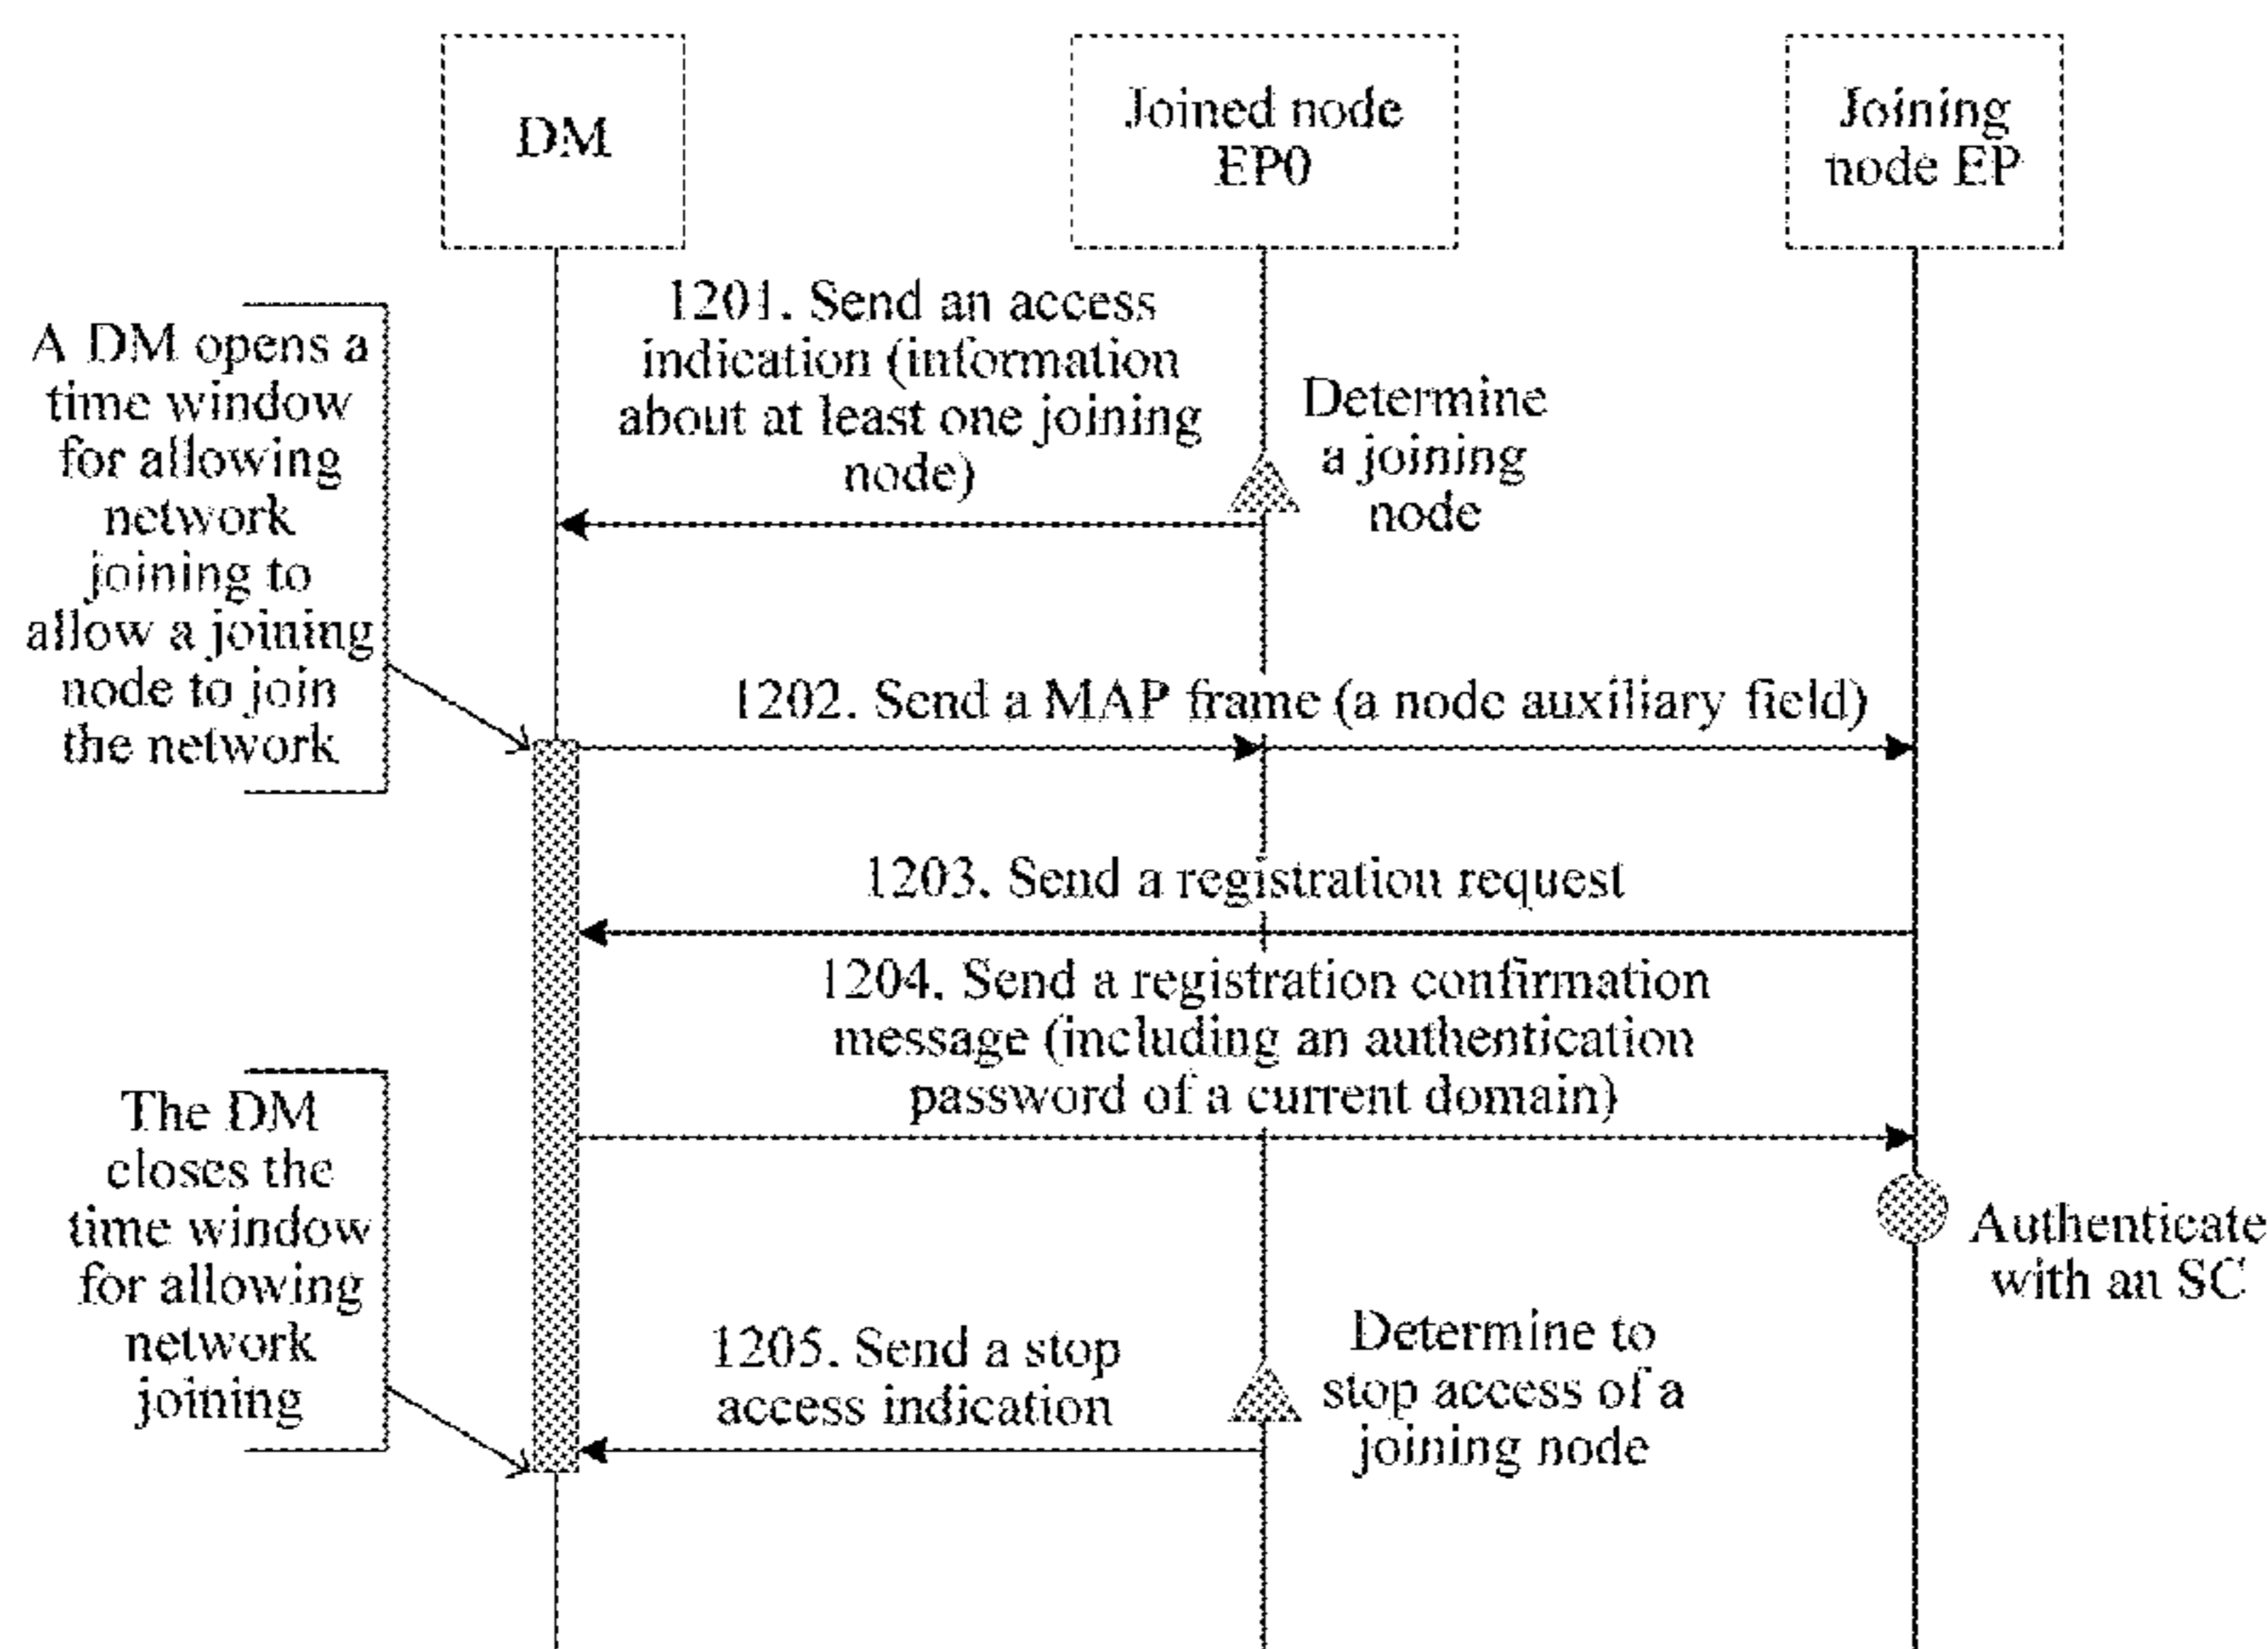 DM
Joined node
EP0
Joining
node EP
1201. Send an access
indication (information
about at least one joining
node)
Determine
a joining
node
A DM opens a
time window
for allowing
network
joining to
allow a joining
node to join
the network
1202. Send a MAP frame (a node auxiliary field)
1203. Send a registration request
1204. Send a registration confirmation
message (including an authentication
password of a current domain)
Authenticate
with an SC
The DM
closes the
time window
for allowing
network
joining
1205. Send a stop
access indication
Determine to
stop access of a
joining node